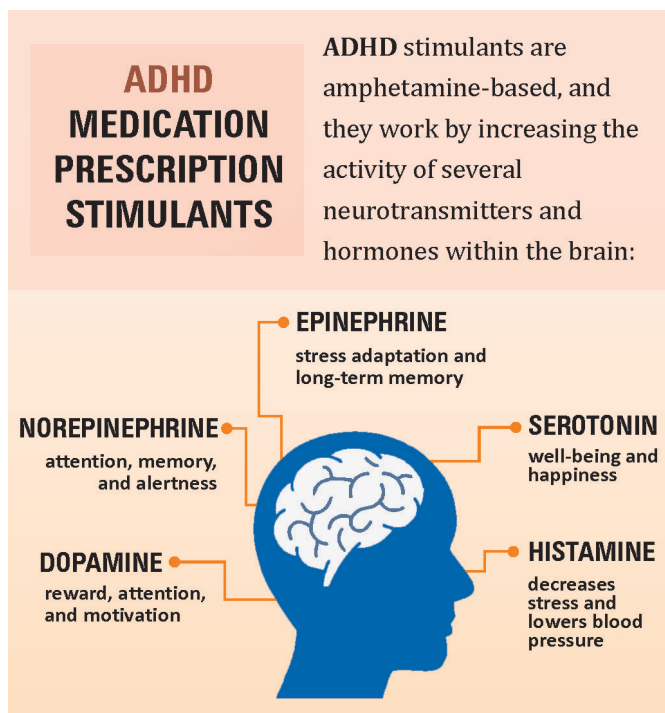 ADHD
MEDICATION
PRESCRIPTION
STIMULANTS
ADHD stimulants are
amphetamine-based, and
they work by increasing the
activity of several
neurotransmitters and
hormones within the brain:
EPINEPHRINE
stress adaptation and
long-term memory
NOREPINEPHRINE
attention, memory,
and alertness
SEROTONIN
well-being and
happiness
DOPAMINE
reward, attention,
and motivation
HISTAMINE
decreases
stress and
lowers blood
pressure